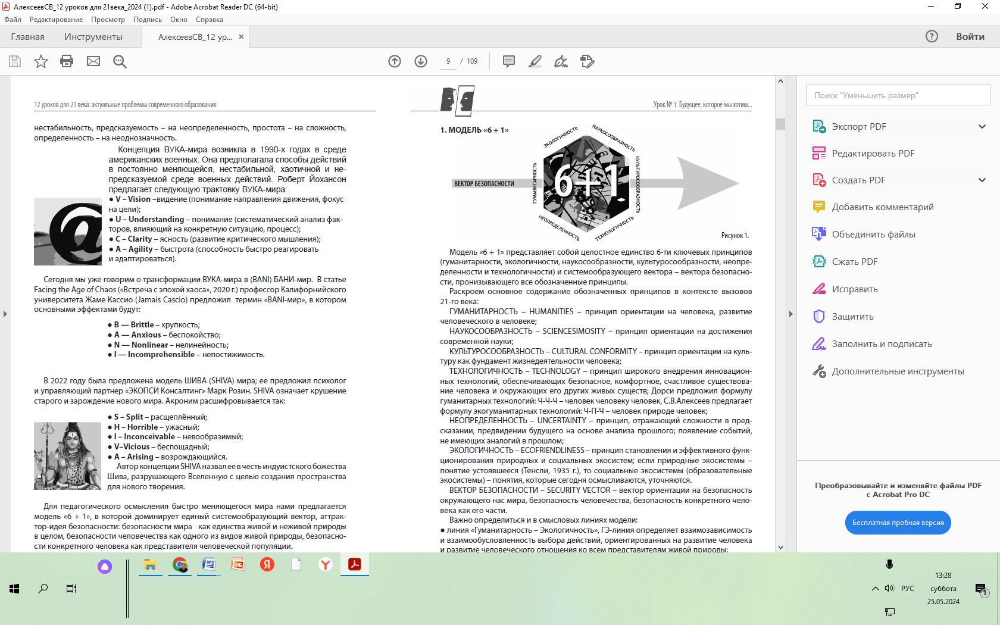 АлексеевСВ_12 уроков для 21века_2024 (1).pdf - Adobe Acrobat Reader DC (64-bit)
Файл Редактирование Просмотр Подпись Окно Справка
Главная Инструменты АлексеевСВ_12 ур... ×
? Войти
9 / 109
12 уроков для 21 века: актуальные проблемы современного образования
нестабильность, предсказуемость – на неопределенность, простота – на сложность,
определенность – на неоднозначность.
Концепция ВУКА-мира возникла в 1990-х годах в среде
американских военных. Она предполагала способы действий
в постоянно меняющейся, нестабильной, хаотичной и не-
предсказуемой среде военных действий. Роберт Йохансон
предлагает следующую трактовку ВУКА-мира:
● V – Vision –видение (понимание направления движения, фокус
на цели);
● U – Understanding – понимание (систематический анализ фак-
торов, влияющий на конкретную ситуацию, процесс);
● C – Clarity – ясность (развитие критического мышления);
● A – Agility – быстрота (способность быстро реагировать
и адаптироваться).
Сегодня мы уже говорим о трансформации ВУКА-мира в (BANI) БАНИ-мир. В статье
Facing the Age of Chaos («Встреча с эпохой хаоса», 2020 г.) профессор Калифорнийского
университета Жаме Кассио (Jamais Cascio) предложил термин «BANI-мир», в котором
основными эффектами будут:
● B — Brittle – хрупкость;
● A — Anxious – беспокойство;
● N — Nonlinear – нелинейность;
● I — Incomprehensible – непостижимость.
В 2022 году была предложена модель ШИВА (SHIVA) мира; ее предложил психолог
и управляющий партнер «ЭКОПСИ Консалтинг» Марк Розин. SHIVA означает крушение
старого и зарождение нового мира. Акроним расшифровывается так:
● S – Split – расщеплённый;
● H – Horrible – ужасный;
● I – Inconceivable – невообразимый;
● V–Vicious – беспощадный;
● A – Arising – возрождающийся.
Автор концепции SHIVA назвал ее в честь индуистского божества
Шива, разрушающего Вселенную с целью создания пространства
для нового творения.
Для педагогического осмысления быстро меняющегося мира нами предлагается
модель «6 + 1», в которой доминирует единый системообразующий вектор, аттрак-
тор-идея безопасности: безопасности мира как единства живой и неживой природы
в целом, безопасности человечества как одного из видов живой природы, безопасно-
сти конкретного человека как представителя человеческой популяции.
Урок № 1. Будущее, которое мы хотим...
1. МОДЕЛЬ «6 + 1»
ЭКОЛОГИЧНОСТЬ
НАУКОСООБРАЗНОСТЬ
ГУМАНИТАРНОСТЬ
КУЛЬТУРОСООБРАЗНОСТЬ
6+1
ВЕКТОР БЕЗОПАСНОСТИ
НЕОПРЕДЕЛЕННОСТЬ
ТЕХНОЛОГИЧНОСТЬ
Рисунок 1.
Модель «6 + 1» представляет собой целостное единство 6-ти ключевых принципов
(гуманитарности, экологичности, наукосообразности, культуросообразности, неопре-
деленности и технологичности) и системообразующего вектора – вектора безопасно-
сти, пронизывающего все обозначенные принципы.
Раскроем основное содержание обозначенных принципов в контексте вызовов
21-го века:
ГУМАНИТАРНОСТЬ – HUMANITIES – принцип ориентации на человека, развитие
человеческого в человеке;
НАУКОСООБРАЗНОСТЬ – SCIENCESIMOSITY – принцип ориентации на достижения
современной науки;
КУЛЬТУРОСООБРАЗНОСТЬ – CULTURAL CONFORMITY – принцип ориентации на куль-
туру как фундамент жизнедеятельности человека;
ТЕХНОЛОГИЧНОСТЬ – TECHNOLOGY – принцип широкого внедрения инновацион-
ных технологий, обеспечивающих безопасное, комфортное, счастливое существова-
ние человека и окружающих его других живых существ; Дорси предложил формулу
гуманитарных технологий: Ч-Ч-Ч – человек человеку человек, С.В.Алексеев предлагает
формулу экогуманитарных технологий: Ч-П-Ч – человек природе человек;
НЕОПРЕДЕЛЕННОСТЬ – UNCERTAINTY – принцип, отражающий сложности в пред-
сказании, предвидении будущего на основе анализа прошлого; появление событий,
не имеющих аналогий в прошлом;
ЭКОЛОГИЧНОСТЬ – ECOFRIENDLINESS – принцип становления и эффективного функ-
ционирования природных и социальных экосистем; если природные экосистемы –
понятие устоявшееся (Тенсли, 1935 г.), то социальные экосистемы (образовательные
экосистемы) – понятия, которые сегодня осмысливаются, уточняются.
ВЕКТОР БЕЗОПАСНОСТИ – SECURITY VECTOR – вектор ориентации на безопасность
окружающего нас мира, безопасность человечества, безопасность конкретного чело-
века как его части.
Важно определиться и в смысловых линиях модели:
● линия «Гуманитарность – Экологичность», ГЭ-линия определяет взаимозависимость
и взаимообусловленность выбора действий, ориентированных на развитие человека
и развитие человеческого отношения ко всем представителям живой природы;
Поиск "Уменьшить размер"
Экспорт PDF
Редактировать PDF
Создать PDF
Добавить комментарий
Объединить файлы
Сжать PDF
Исправить
Защитить
Заполнить и подписать
Дополнительные инструменты
Преобразовывайте и изменяйте файлы PDF
с Acrobat Pro DC
Бесплатная пробная версия
РУС
13:28
суббота
25.05.2024
1